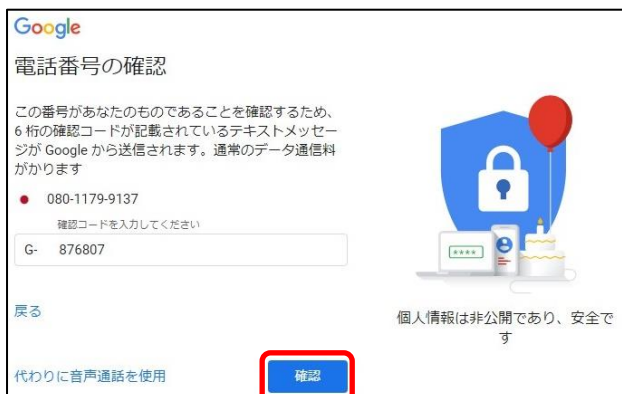 Google
電話番号の確認
この番号があなたのものであることを確認するため、
6 桁の確認コードが記載されているテキストメッセー
ジが Google から送信されます。通常のデータ通信料
がかります
080-1179-9137
確認コードを入力してください
G- 876807
戻る
代わりに音声通話を使用
確認
****
個人情報は非公開であり、安全で
す